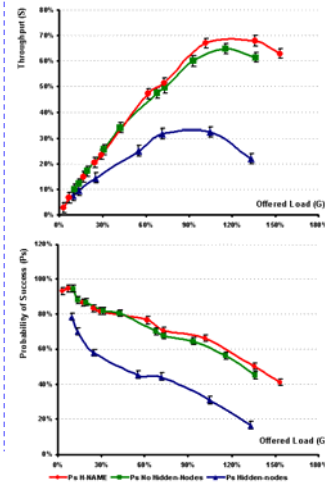 Throughput (S)
80%
70%
60%
50%
40%
30%
20%
10%
0%
Offered Load (G)
0% 30% 60% 90% 120% 150% 180%
Probability of Success (Ps)
120%
100%
80%
60%
40%
20%
0%
Offered Load (G)
0% 30% 60% 90% 120% 150% 180%
Ps H-NAME Ps No Hidden-Nodes Ps Hidden-nodes